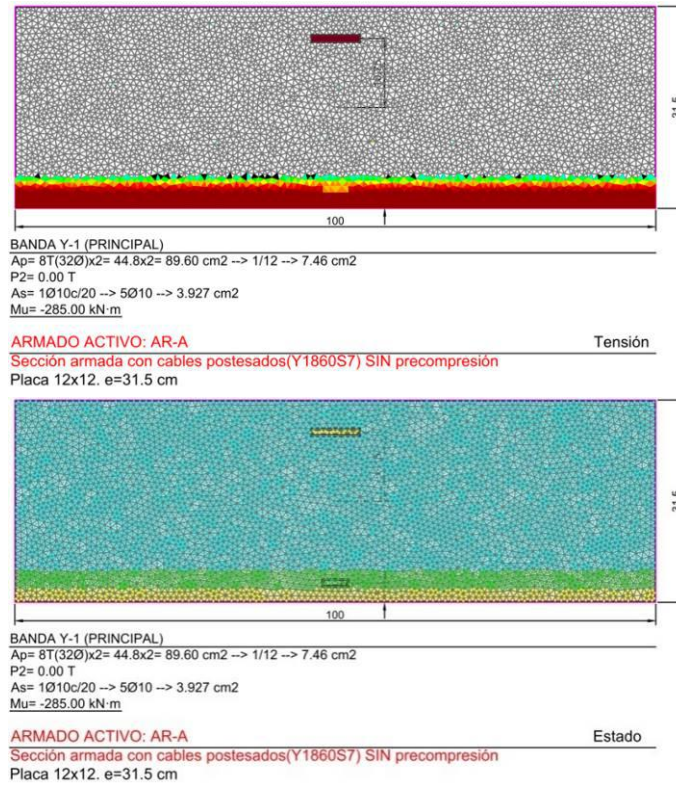 31.5
100
BANDA Y-1 (PRINCIPAL)
Ap= 8T(32Ø)x2= 44.8x2= 89.60 cm2 --> 1/12 --> 7.46 cm2
P2= 0.00 T
As= 1Ø10c/20 --> 5Ø10 --> 3.927 cm2
Mu= -285.00 kN·m
ARMADO ACTIVO: AR-A Tensión
Sección armada con cables postesados(Y1860S7) SIN precompresión
Placa 12x12. e=31.5 cm
31.5
100
BANDA Y-1 (PRINCIPAL)
Ap= 8T(32Ø)x2= 44.8x2= 89.60 cm2 --> 1/12 --> 7.46 cm2
P2= 0.00 T
As= 1Ø10c/20 --> 5Ø10 --> 3.927 cm2
Mu= -285.00 kN·m
ARMADO ACTIVO: AR-A Estado
Sección armada con cables postesados(Y1860S7) SIN precompresión
Placa 12x12. e=31.5 cm